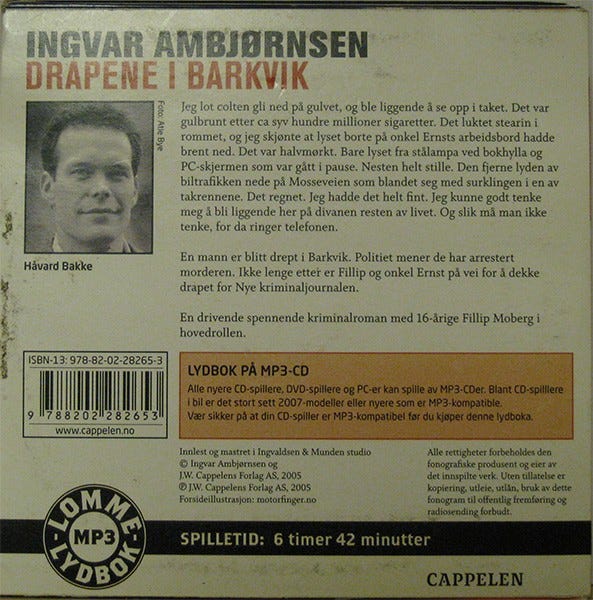 INGVAR AMBJØRNSEN
DRAPENE I BARKVIK
Foto: Atle Bye
Håvard Bakke
Jeg lot colten gli ned på gulvet, og ble liggende å se opp i taket. Det var
gulbrunt etter ca syv hundre millioner sigaretter. Det luktet stearin i
rommet, og jeg skjønte at lyset borte på onkel Ernsts arbeidsbord hadde
brent ned. Det var halvmørkt. Bare lyset fra stålampa ved bokhylla og
PC-skjermen som var gått i pause. Nesten helt stille. Den fjerne lyden av
biltrafikken nede på Mosseveien som blandet seg med surklingen i en av
takrennene. Det regnet. Jeg hadde det helt fint. Jeg kunne godt tenke
meg å bli liggende her på divanen resten av livet. Og slik må man ikke
tenke, for da ringer telefonen.
En mann er blitt drept i Barkvik. Politiet mener de har arrestert
morderen. Ikke lenge etter er Fillip og onkel Ernst på vei for å dekke
drapet for Nye kriminaljournalen.
En drivende spennende kriminalroman med 16-årige Fillip Moberg i
hovedrollen.
ISBN-13: 978-82-02-28265-3
9 788202 282653
www.cappelen.no
LYDBOK PÅ MP3-CD
Alle nyere CD-spillere, DVD-spillere og PC-er kan spille av MP3-CDer. Blant CD-spilllere
i bil er det stort sett 2007-modeller eller nyere som er MP3-kompatible.
Vær sikker på at din CD-spiller er MP3-kompatibel før du kjøper denne lydboka.
Innlest og mastret i Ingvaldsen & Munden studio
© Ingvar Ambjørnsen og
J.W. Cappelens Forlag AS, 2005
℗ J.W. Cappelens Forlag AS, 2005
Forsideillustrasjon: motorfinger.no
Alle rettigheter forbeholdes den
fonografiske produsent og eier av
det innspilte verk. Uten tillatelse er
kopiering, utleie, utlån, bruk av dette
fonogram til offentlig fremføring og
radiosending forbudt.
LOMME-
MP3
LYDBOK
SPILLETID: 6 timer 42 minutter
CAPPELEN